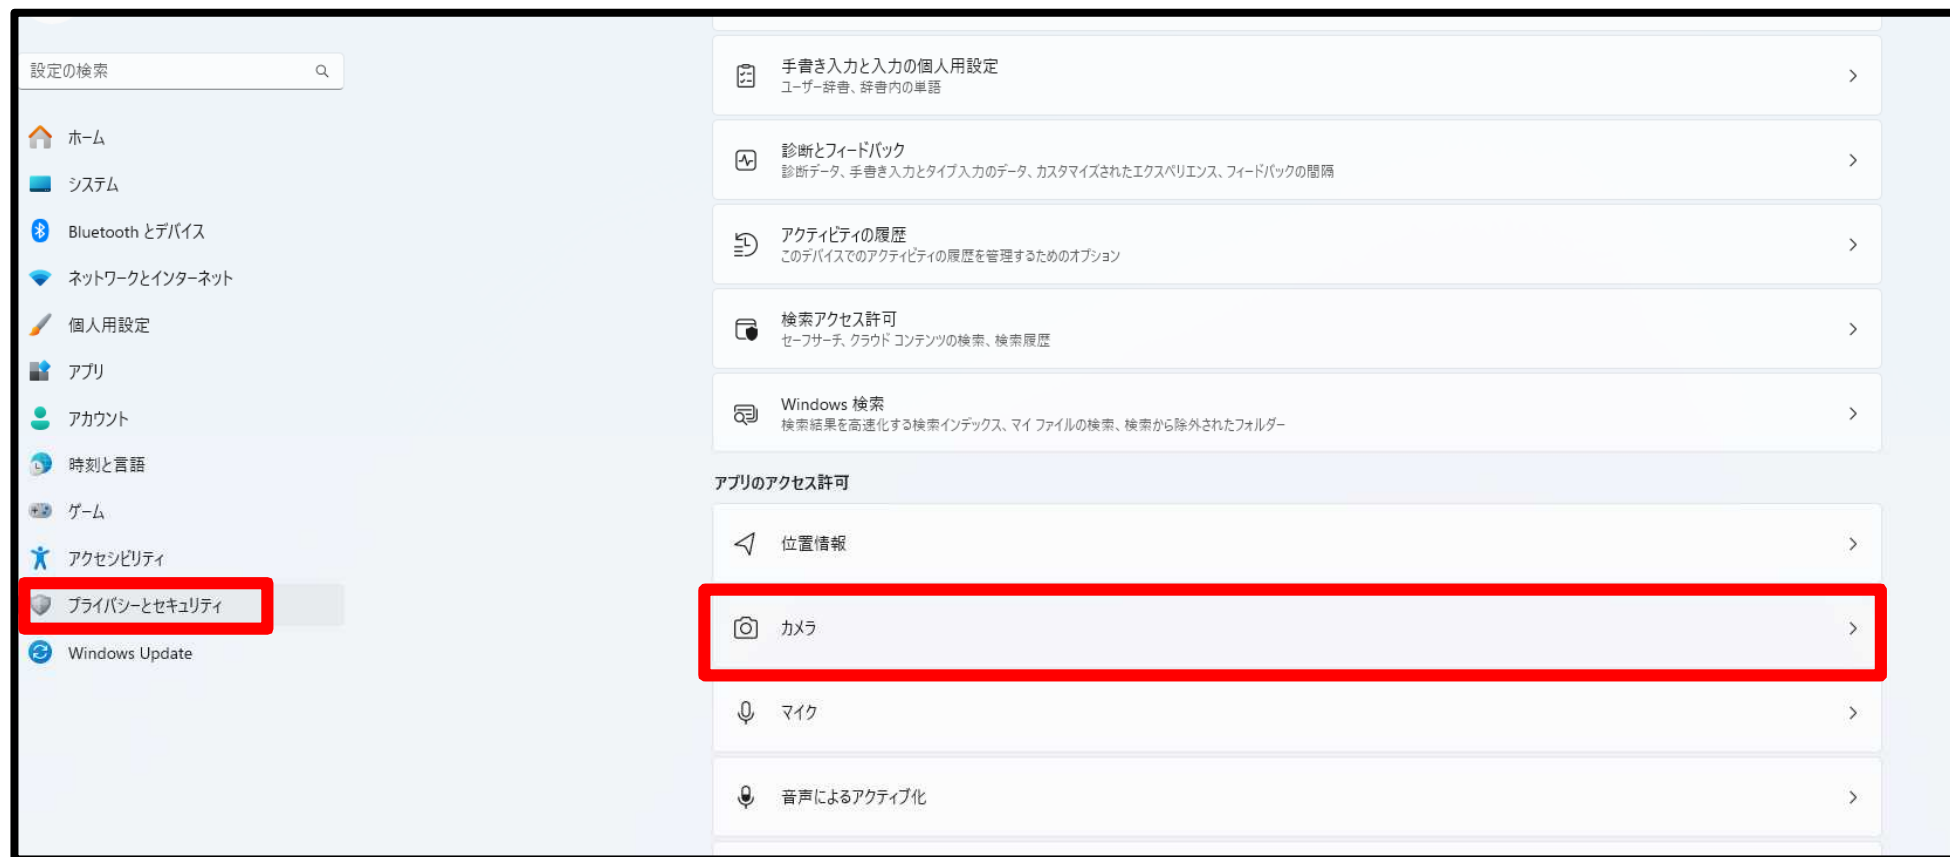 設定の検索
ホーム
システム
Bluetooth とデバイス
ネットワークとインターネット
個人用設定
アプリ
アカウント
時刻と言語
ゲーム
アクセシビリティ
プライバシーとセキュリティ
Windows Update
手書き入力と入力の個人用設定
ユーザー辞書、辞書内の単語
診断とフィードバック
診断データ、手書き入力とタイプ入力のデータ、カスタマイズされたエクスペリエンス、フィードバックの間隔
アクティビティの履歴
このデバイスでのアクティビティの履歴を管理するためのオプション
検索アクセス許可
セーフサーチ、クラウド コンテンツの検索、検索履歴
Windows 検索
検索結果を高速化する検索インデックス、マイ ファイルの検索、検索から除外されたフォルダー
アプリのアクセス許可
位置情報
カメラ
マイク
音声によるアクティブ化